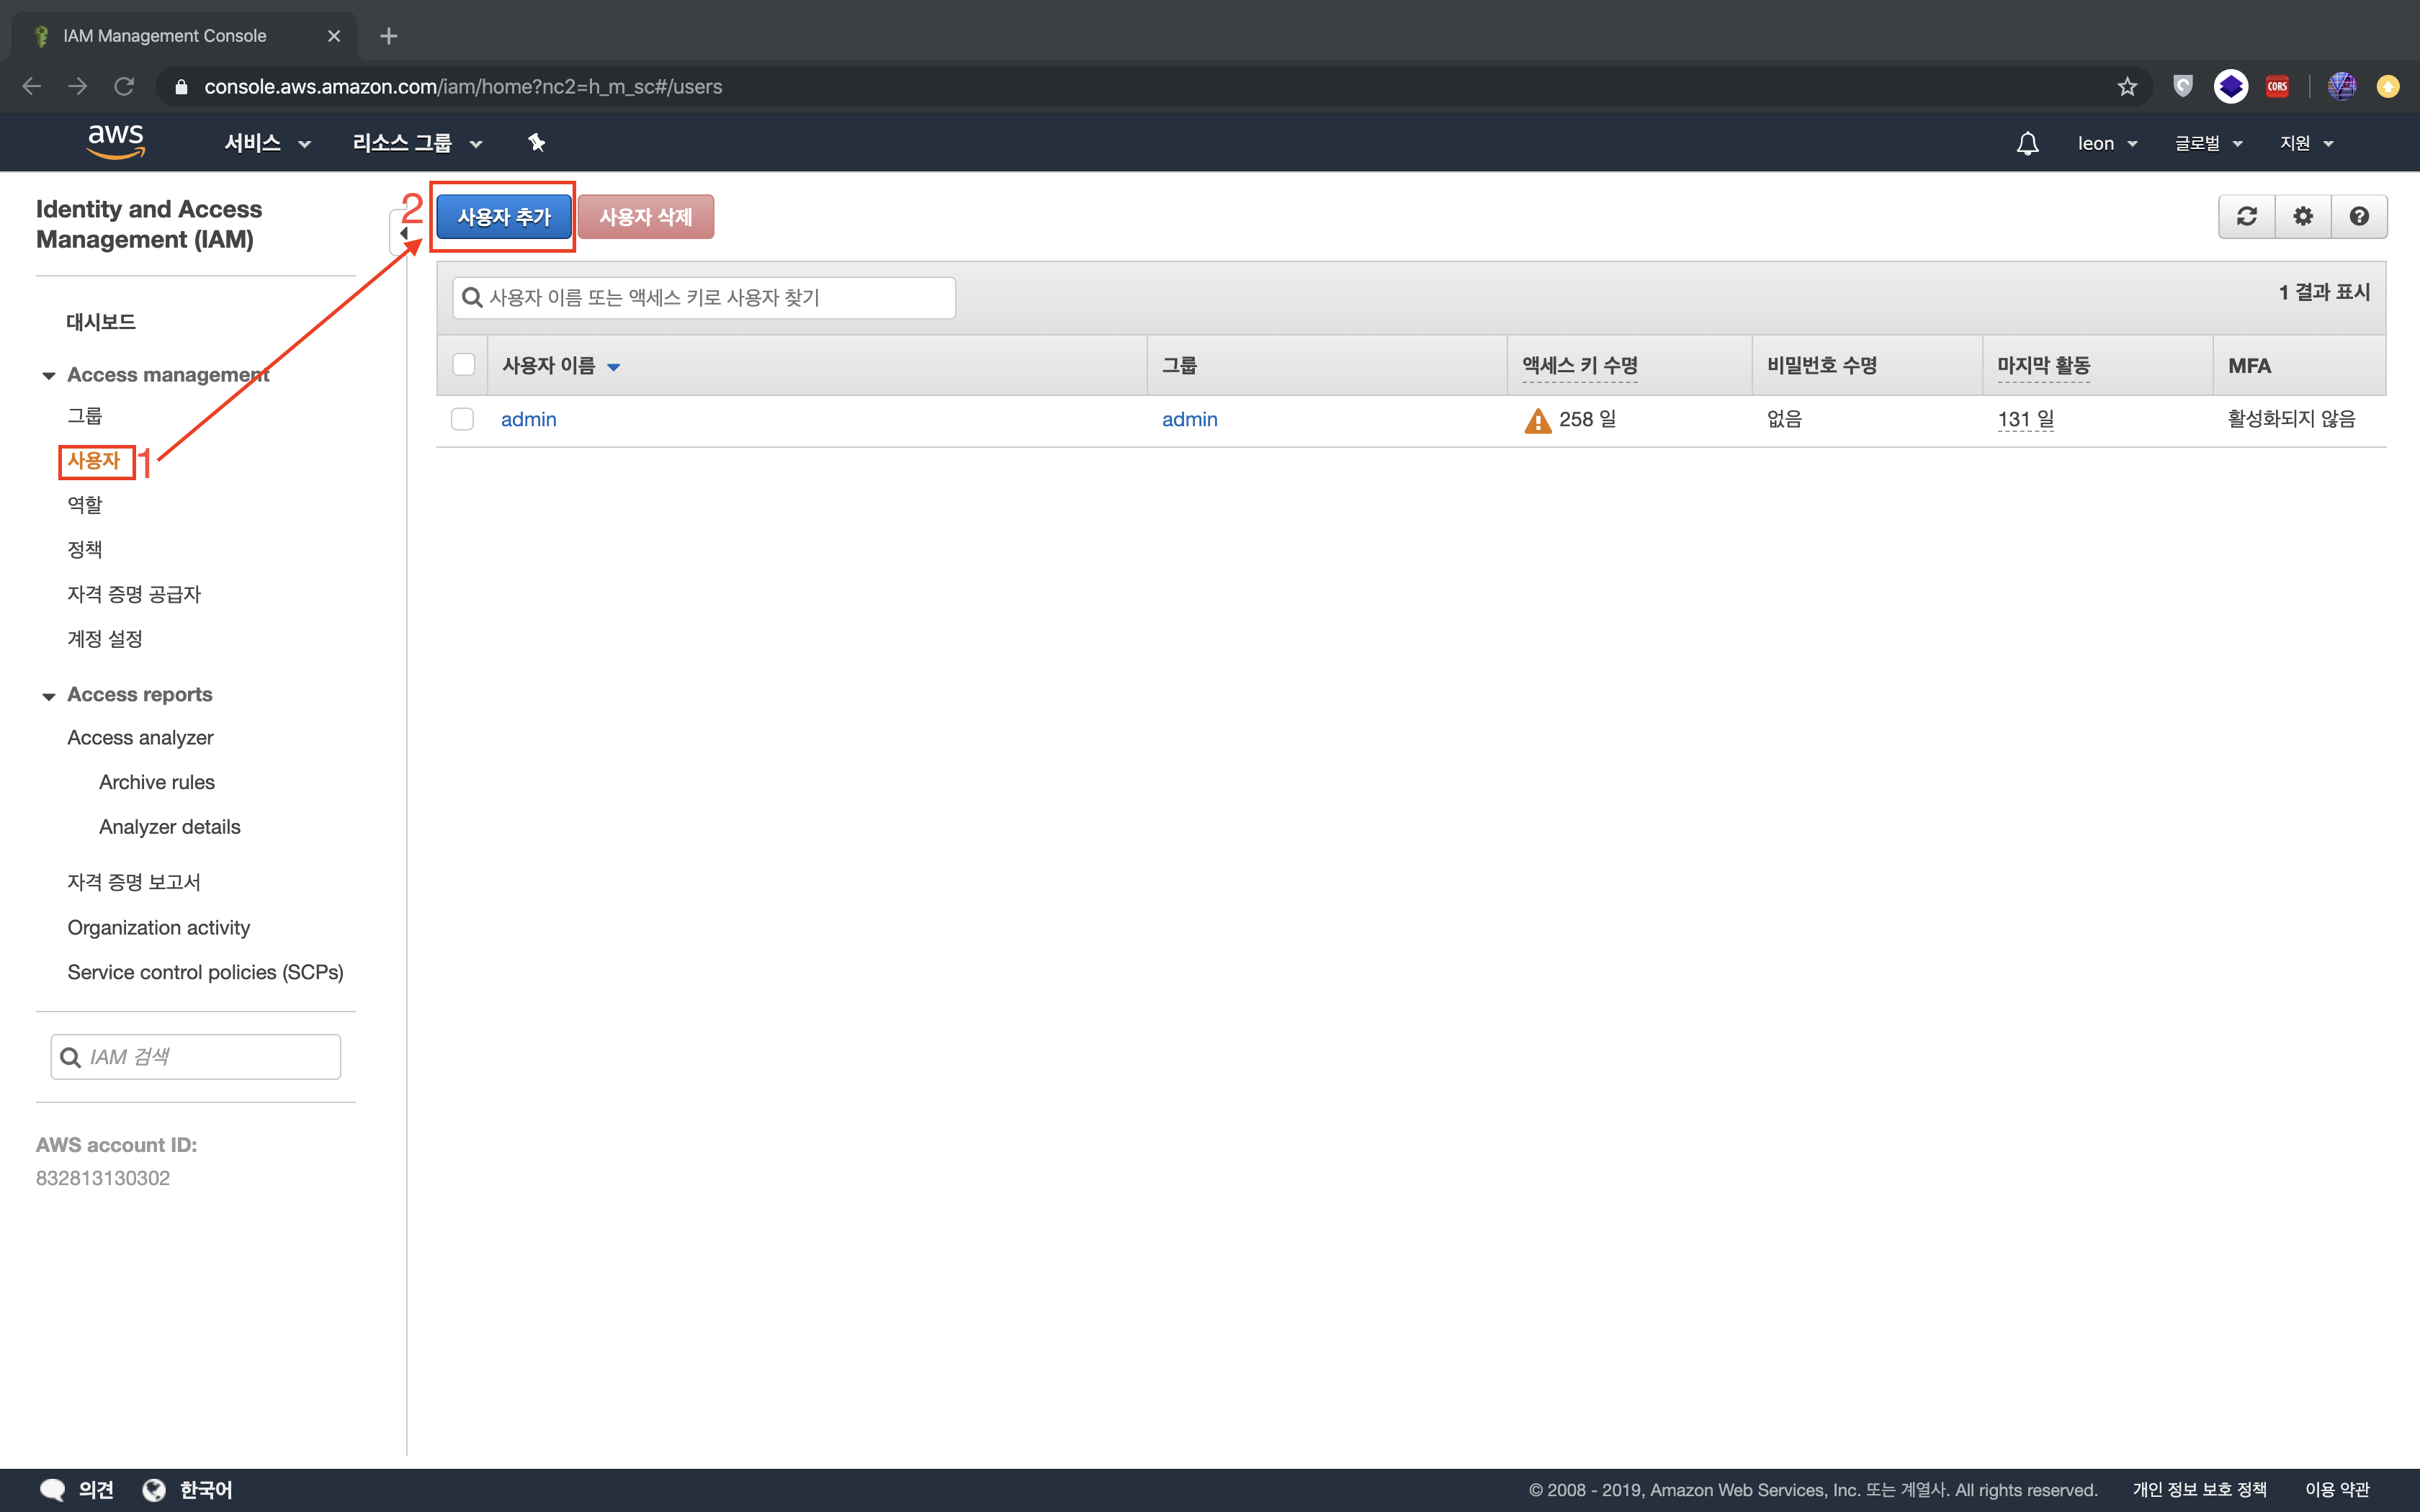 IAM Management Console
console.aws.amazon.com/iam/home?nc2=h_m_sc#/users
CORS
aws 서비스 리소스 그룹 leon 글로벌 지원
Identity and Access
Management (IAM)
대시보드
Access management
그룹
사용자 1
역할
정책
자격 증명 공급자
계정 설정
Access reports
Access analyzer
Archive rules
Analyzer details
자격 증명 보고서
Organization activity
Service control policies (SCPs)
IAM 검색
AWS account ID:
832813130302
2 사용자 추가 사용자 삭제
사용자 이름 또는 액세스 키로 사용자 찾기
1 결과 표시
사용자 이름 그룹 액세스 키 수명 비밀번호 수명 마지막 활동 MFA
admin admin 258 일 없음 131 일 활성화되지 않음
의견 한국어 © 2008 - 2019, Amazon Web Services, Inc. 또는 계열사. All rights reserved. 개인 정보 보호 정책 이용 약관